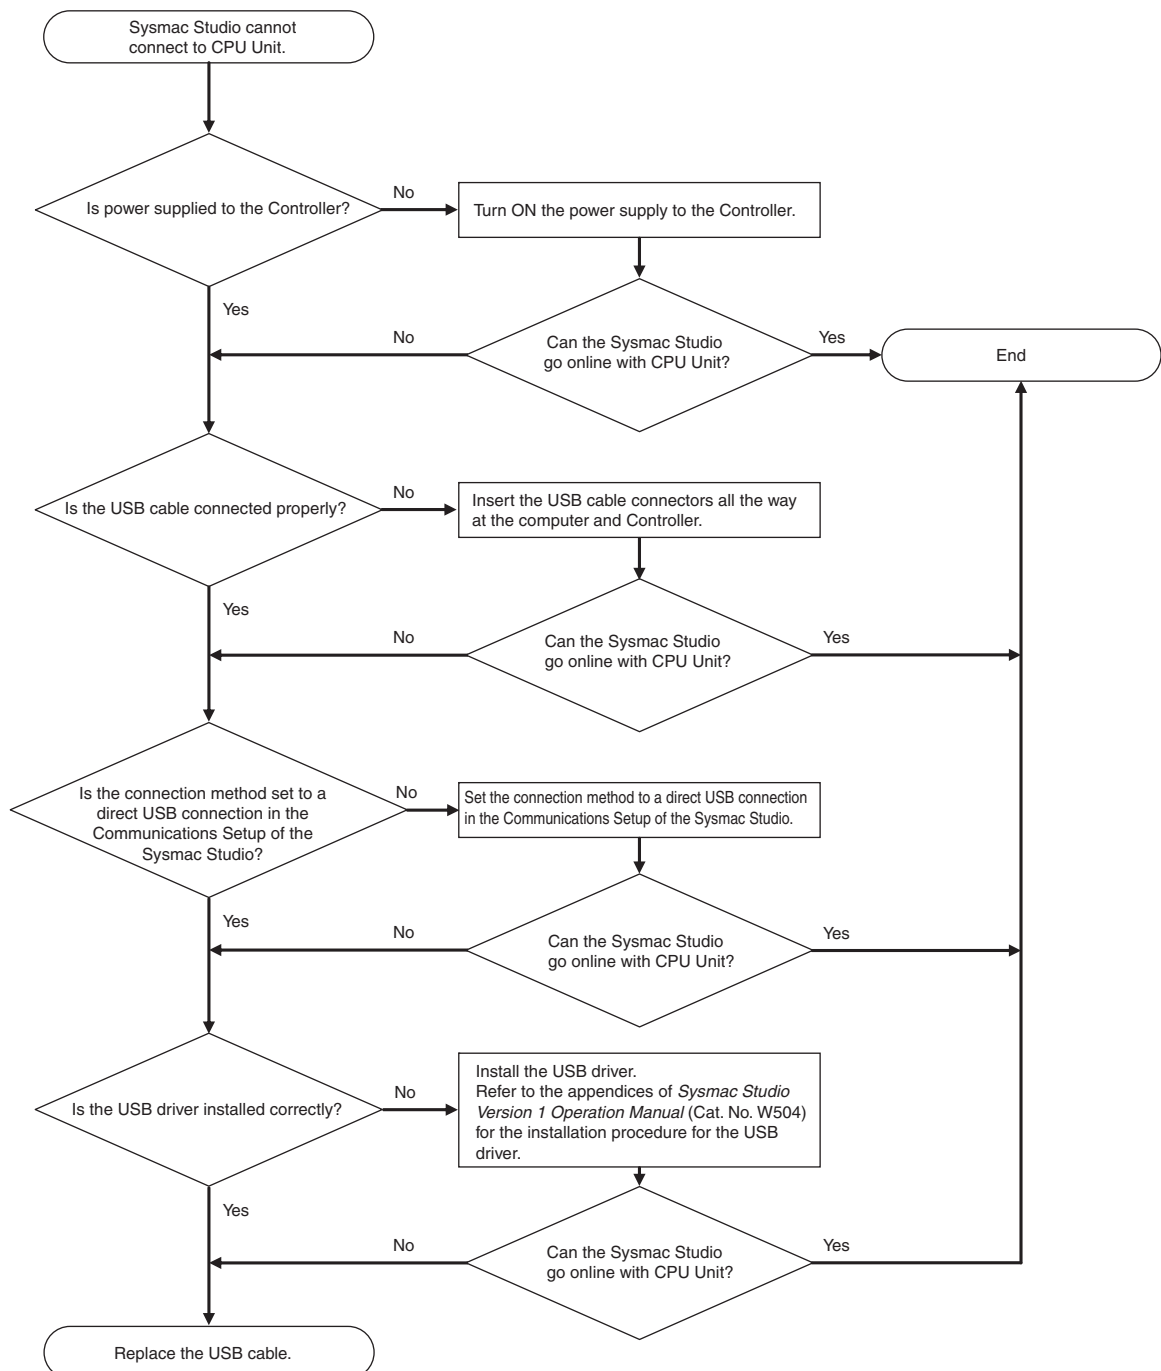 Sysmac Studio cannot
connect to CPU Unit.
Is power supplied to the Controller?
No
Turn ON the power supply to the Controller.
Yes
Can the Sysmac Studio
go online with CPU Unit?
No
Yes
End
Is the USB cable connected properly?
No
Insert the USB cable connectors all the way
at the computer and Controller.
Yes
Can the Sysmac Studio
go online with CPU Unit?
No
Yes
Is the connection method set to a
direct USB connection in the
Communications Setup of the
Sysmac Studio?
No
Set the connection method to a direct USB connection
in the Communications Setup of the Sysmac Studio.
Yes
Can the Sysmac Studio
go online with CPU Unit?
No
Yes
Is the USB driver installed correctly?
No
Install the USB driver.
Refer to the appendices of Sysmac Studio
Version 1 Operation Manual (Cat. No. W504)
for the installation procedure for the USB
driver.
Yes
Can the Sysmac Studio
go online with CPU Unit?
No
Yes
Replace the USB cable.